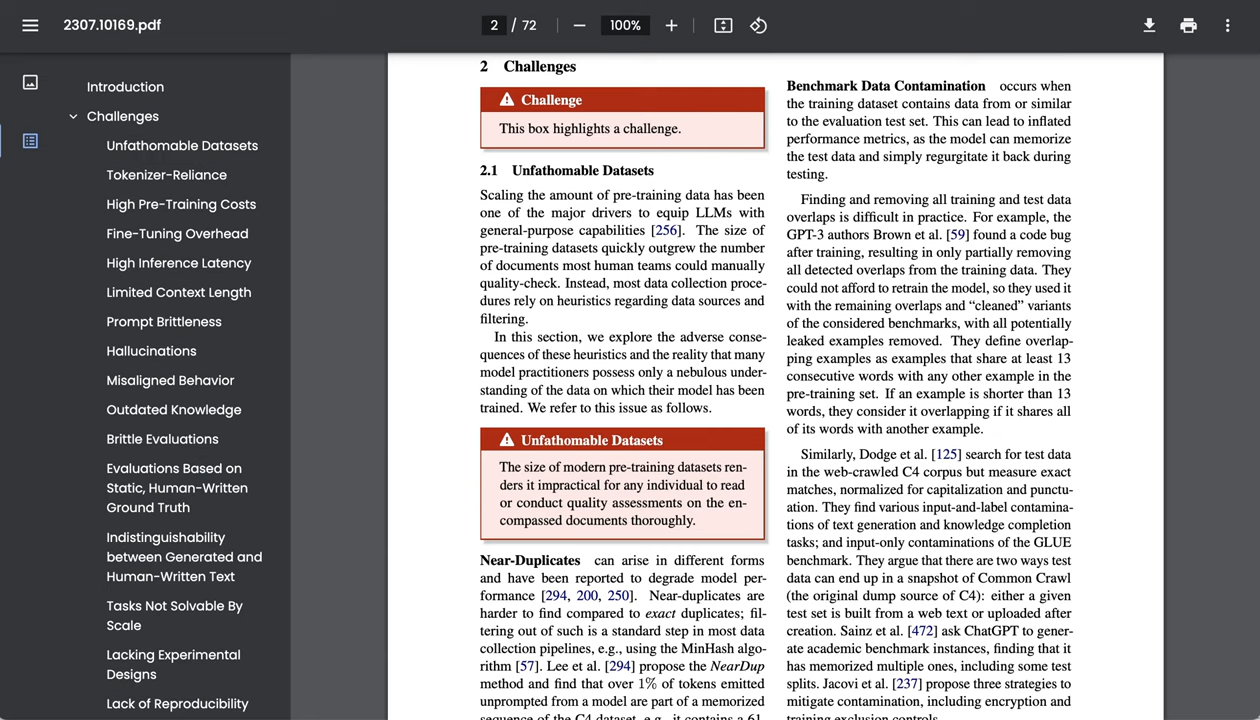 2307.10169.pdf
2 / 72
100%
Introduction
Challenges
Unfathomable Datasets
Tokenizer-Reliance
High Pre-Training Costs
Fine-Tuning Overhead
High Inference Latency
Limited Context Length
Prompt Brittleness
Hallucinations
Misaligned Behavior
Outdated Knowledge
Brittle Evaluations
Evaluations Based on
Static, Human-Written
Ground Truth
Indistinguishability
between Generated and
Human-Written Text
Tasks Not Solvable By
Scale
Lacking Experimental
Designs
Lack of Reproducibility
2 Challenges
Challenge
This box highlights a challenge.
2.1 Unfathomable Datasets
Scaling the amount of pre-training data has been
one of the major drivers to equip LLMs with
general-purpose capabilities [256]. The size of
pre-training datasets quickly outgrew the number
of documents most human teams could manually
quality-check. Instead, most data collection proce-
dures rely on heuristics regarding data sources and
filtering.
In this section, we explore the adverse conse-
quences of these heuristics and the reality that many
model practitioners possess only a nebulous under-
standing of the data on which their model has been
trained. We refer to this issue as follows.
Unfathomable Datasets
The size of modern pre-training datasets ren-
ders it impractical for any individual to read
or conduct quality assessments on the en-
compassed documents thoroughly.
Near-Duplicates can arise in different forms
and have been reported to degrade model per-
formance [294, 200, 250]. Near-duplicates are
harder to find compared to exact duplicates; fil-
tering out of such is a standard step in most data
collection pipelines, e.g., using the MinHash algo-
rithm [57]. Lee et al. [294] propose the NearDup
method and find that over 1% of tokens emitted
unprompted from a model are part of a memorized
sequence of the C4 dataset, e.g., it contains a 61-
Benchmark Data Contamination occurs when
the training dataset contains data from or similar
to the evaluation test set. This can lead to inflated
performance metrics, as the model can memorize
the test data and simply regurgitate it back during
testing.
Finding and removing all training and test data
overlaps is difficult in practice. For example, the
GPT-3 authors Brown et al. [59] found a code bug
after training, resulting in only partially removing
all detected overlaps from the training data. They
could not afford to retrain the model, so they used it
with the remaining overlaps and “cleaned” variants
of the considered benchmarks, with all potentially
leaked examples removed. They define overlap-
ping examples as examples that share at least 13
consecutive words with any other example in the
pre-training set. If an example is shorter than 13
words, they consider it overlapping if it shares all
of its words with another example.
Similarly, Dodge et al. [125] search for test data
in the web-crawled C4 corpus but measure exact
matches, normalized for capitalization and punctu-
ation. They find various input-and-label contamina-
tions of text generation and knowledge completion
tasks; and input-only contaminations of the GLUE
benchmark. They argue that there are two ways test
data can end up in a snapshot of Common Crawl
(the original dump source of C4): either a given
test set is built from a web text or uploaded after
creation. Sainz et al. [472] ask ChatGPT to gener-
ate academic benchmark instances, finding that it
has memorized multiple ones, including some test
splits. Jacovi et al. [237] propose three strategies to
mitigate contamination, including encryption and
training exclusion controls.